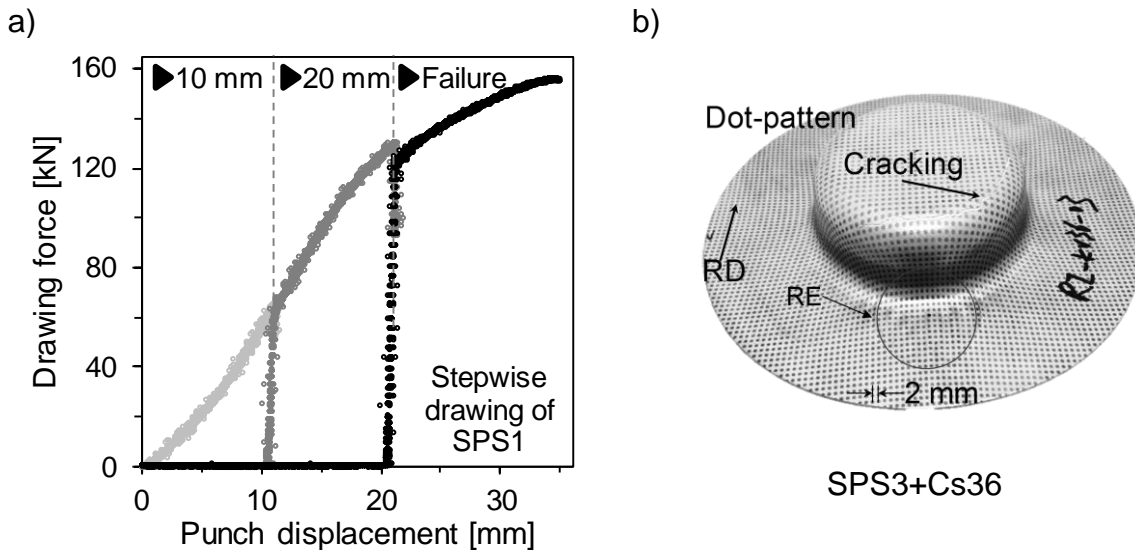 a)
▶10 mm ▶20 mm ▶Failure
160
120
80
40
0
Drawing force [kN]
Stepwise
drawing of
SPS1
0 10 20 30
Punch displacement [mm]
b)
Dot-pattern
Cracking
RD
RE
2 mm
SPS3+Cs36